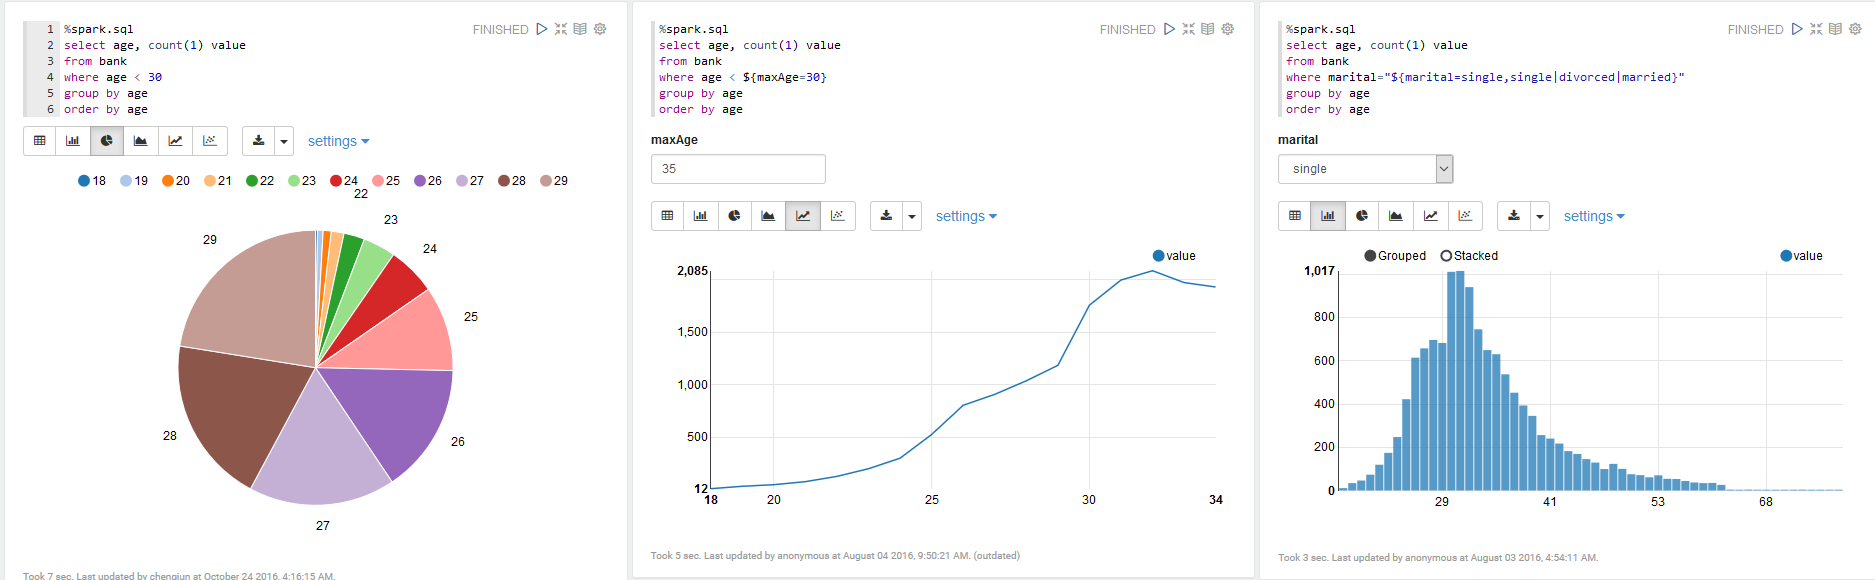 1 %spark.sql
2 select age, count(1) value
3 from bank
4 where age < 30
5 group by age
6 order by age
FINISHED
settings
18 19 20 21 22 23 24 25 26 27 28 29
22
23
24
25
26
27
28
29
Took 7 sec. Last updated by chengjun at October 24 2016, 4:16:15 AM.
%spark.sql
select age, count(1) value
from bank
where age < ${maxAge=30}
group by age
order by age
FINISHED
maxAge
35
settings
value
2,085
1,500
1,000
500
12
18 20 25 30 34
Took 5 sec. Last updated by anonymous at August 04 2016, 9:50:21 AM. (outdated)
%spark.sql
select age, count(1) value
from bank
where marital="${marital=single,single|divorced|married}"
group by age
order by age
FINISHED
marital
single
settings
Grouped Stacked value
1,017
800
600
400
200
0
29 41 53 68
Took 3 sec. Last updated by anonymous at August 03 2016, 4:54:11 AM.